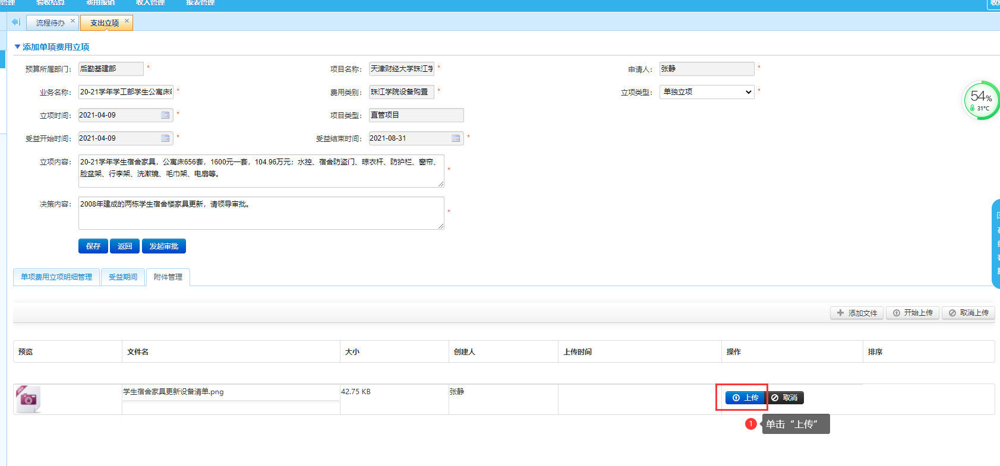 管理 验收结算 费用报销 收入管理 报表管理
流程待办 × 支出立项 ×
添加单项费用立项
预算所属部门： 后勤基建部 * 项目名称： 天津财经大学珠江学 * 申请人： 张静 *
业务名称： 20-21学年学工部学生公寓床 * 费用类别： 珠江学院设备购置 * 立项类型： 单独立项 *
立项时间： 2021-04-09 * 项目类型： 直管项目
受益开始时间： 2021-04-09 * 受益结束时间： 2021-08-31 *
立项内容： 20-21学年学生宿舍家具，公寓床656套，1600元一套，104.96万元；水控、宿舍防盗门、晾衣杆、防护栏、窗帘、
脸盆架、行李架、洗漱镜、毛巾架、电扇等。 *
决策内容： 2008年建成的两栋学生宿舍楼家具更新，请领导审批。 *
保存 返回 发起审批
54%
31°C
单项费用立项明细管理 受益期间 附件管理
添加文件 开始上传 取消上传
预览 文件名 大小 创建人 上传时间 操作 排序
学生宿舍家具更新设备清单.png 42.75 KB 张静 上传 取消
1 单击“上传”